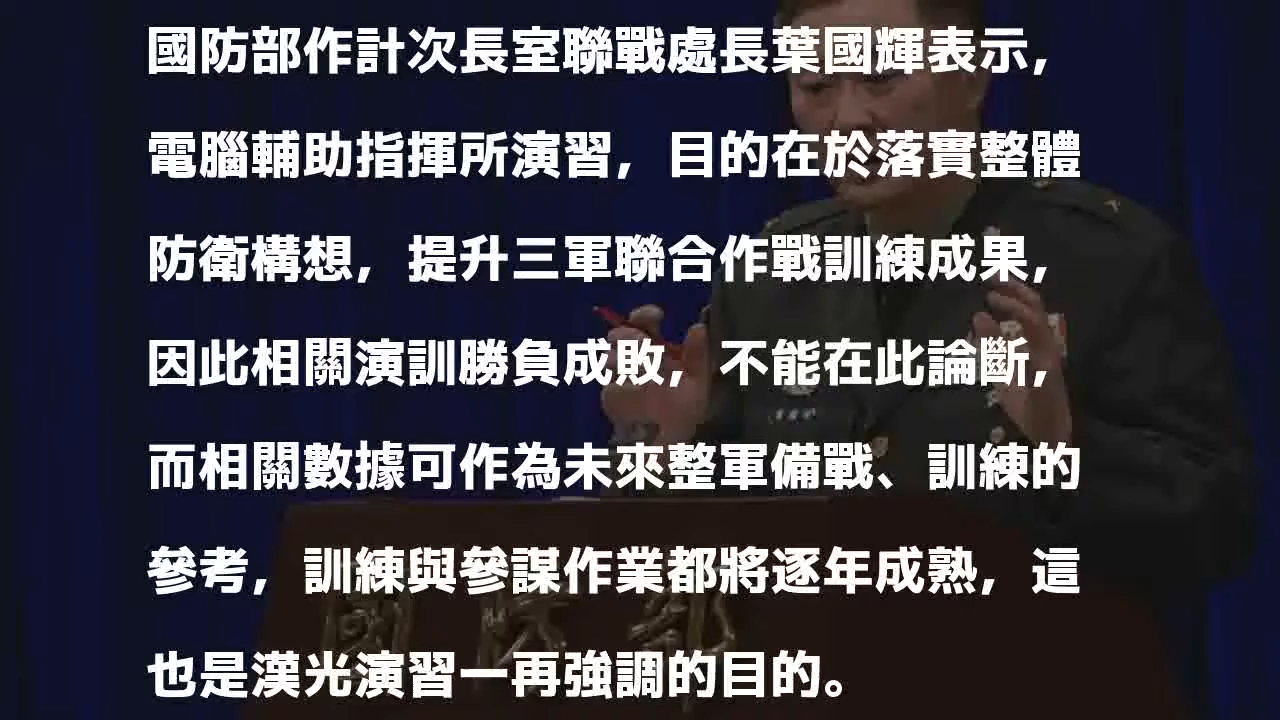 國防部作計次長室聯戰處長葉國輝表示,
電腦輔助指揮所演習,目的在於落實整體
防衛構想,提升三軍聯合作戰訓練成果,
因此相關演訓勝負成敗,不能在此論斷,
而相關數據可作為未來整軍備戰、訓練的
參考,訓練與參謀作業都將逐年成熟,這
也是漢光演習一再強調的目的。
國防部